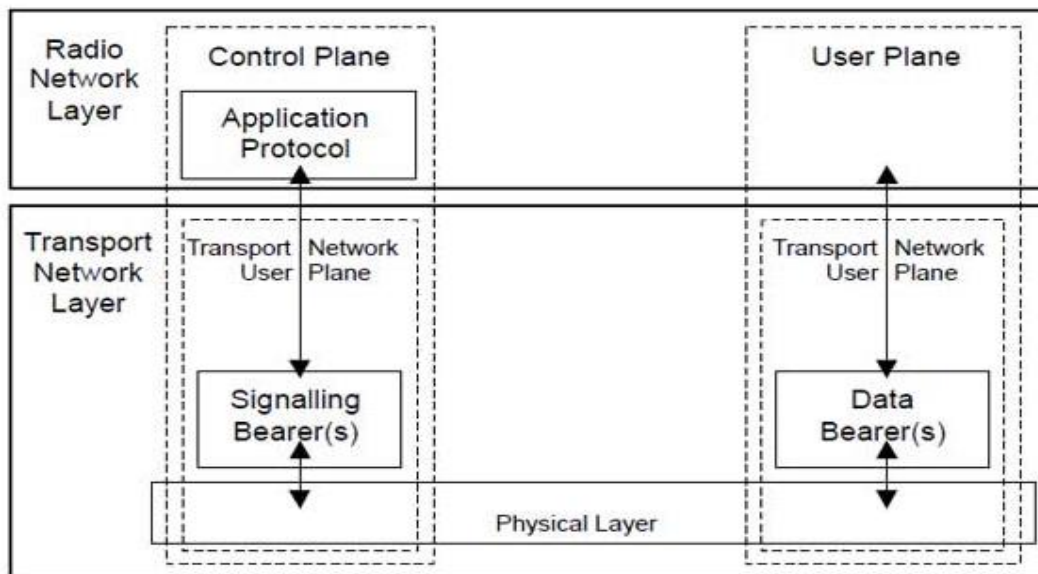 Radio
Network
Layer
Control Plane
User Plane
Application
Protocol
Transport
Network
Layer
Transport Network
User Plane
Transport Network
User Plane
Signalling
Bearer(s)
Data
Bearer(s)
Physical Layer